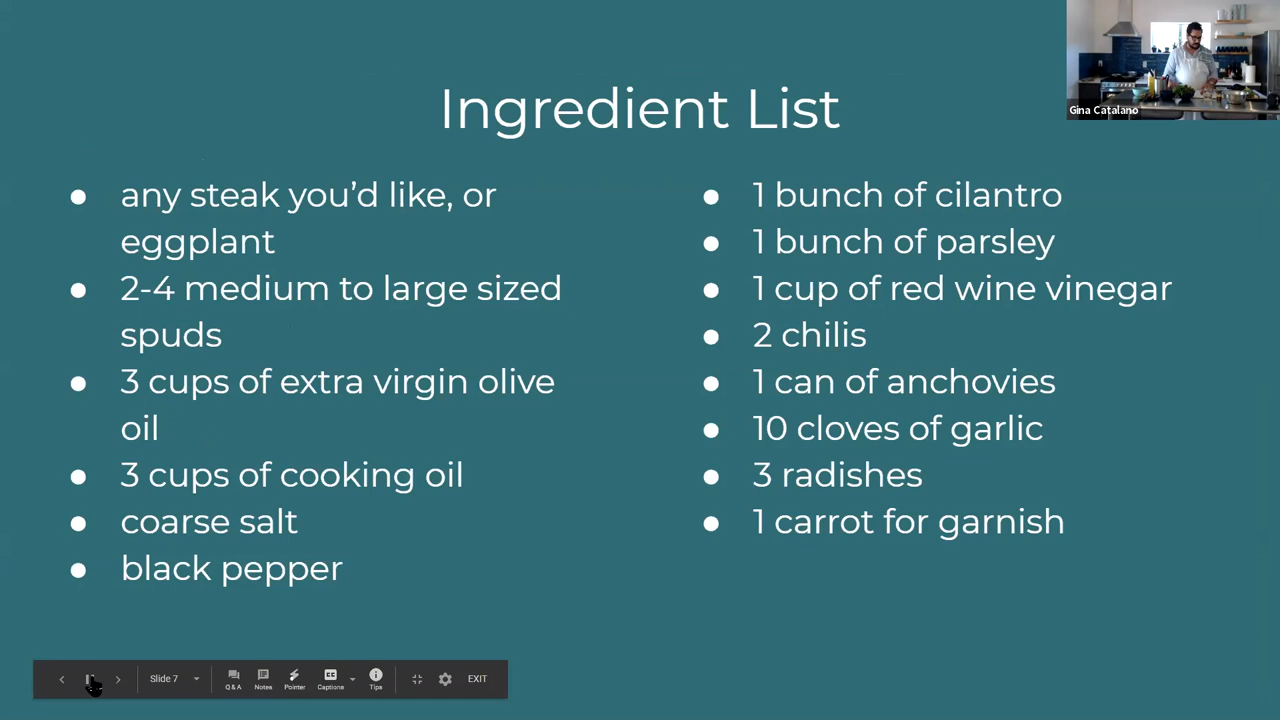 Gina Catalano
Ingredient List
● any steak you’d like, or
eggplant
● 2-4 medium to large sized
spuds
● 3 cups of extra virgin olive
oil
● 3 cups of cooking oil
● coarse salt
● black pepper
● 1 bunch of cilantro
● 1 bunch of parsley
● 1 cup of red wine vinegar
● 2 chilis
● 1 can of anchovies
● 10 cloves of garlic
● 3 radishes
● 1 carrot for garnish
Slide 7
Q & A
Notes
Pointer
Captions
Tips
EXIT